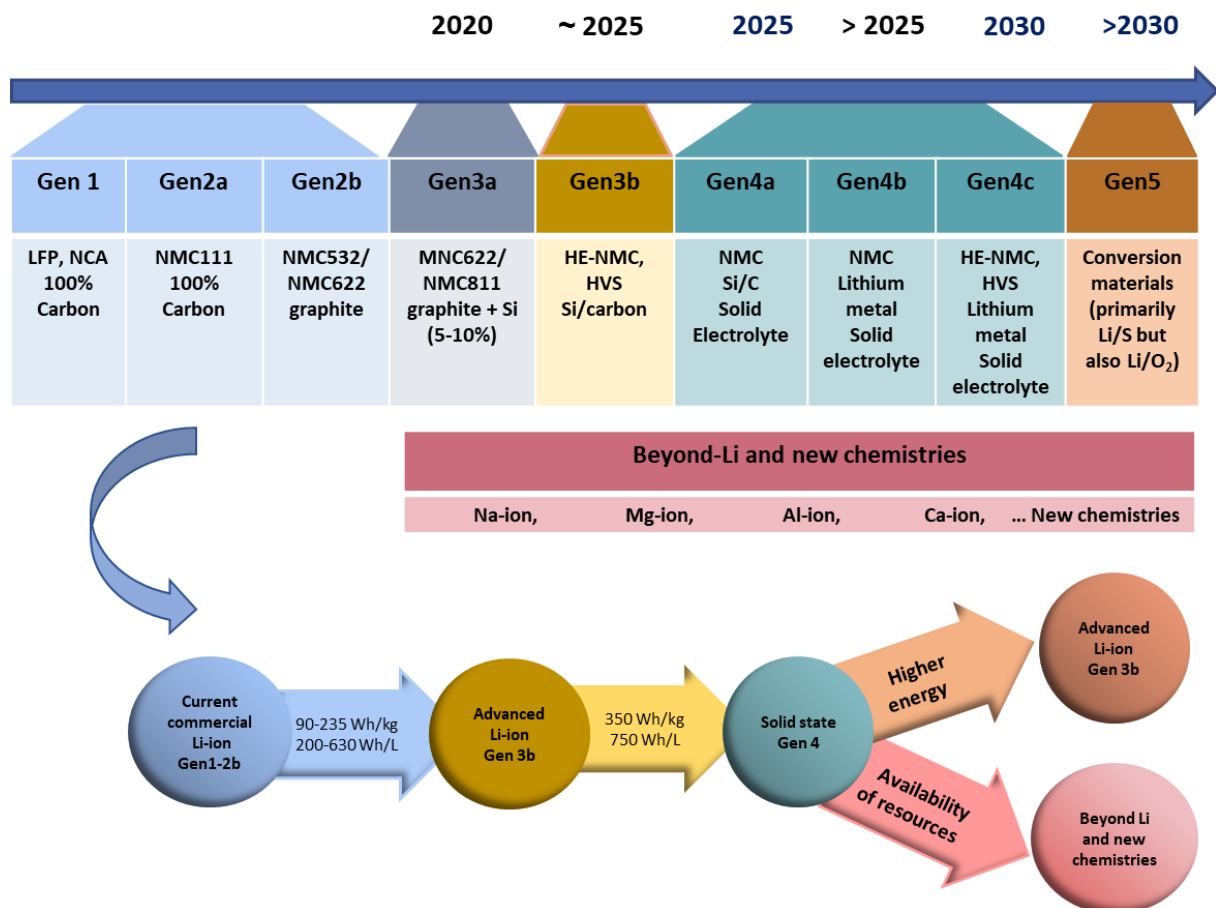 2020 ~ 2025 2025 > 2025 2030 >2030
Gen 1 Gen2a Gen2b Gen3a Gen3b Gen4a Gen4b Gen4c Gen5
LFP, NCA
100%
Carbon
NMC111
100%
Carbon
NMC532/
NMC622
graphite
MNC622/
NMC811
graphite + Si
(5-10%)
HE-NMC,
HVS
Si/carbon
NMC
Si/C
Solid
Electrolyte
NMC
Lithium
metal
Solid
electrolyte
HE-NMC,
HVS
Lithium
metal
Solid
electrolyte
Conversion
materials
(primarily
Li/S but
also Li/O₂)
Beyond-Li and new chemistries
Na-ion, Mg-ion, Al-ion, Ca-ion, ... New chemistries
Current
commercial
Li-ion
Gen1-2b
90-235 Wh/kg
200-630 Wh/L
Advanced
Li-ion
Gen 3b
350 Wh/kg
750 Wh/L
Solid state
Gen 4
Higher
energy
Advanced
Li-ion
Gen 3b
Availability
of resources
Beyond Li
and new
chemistries